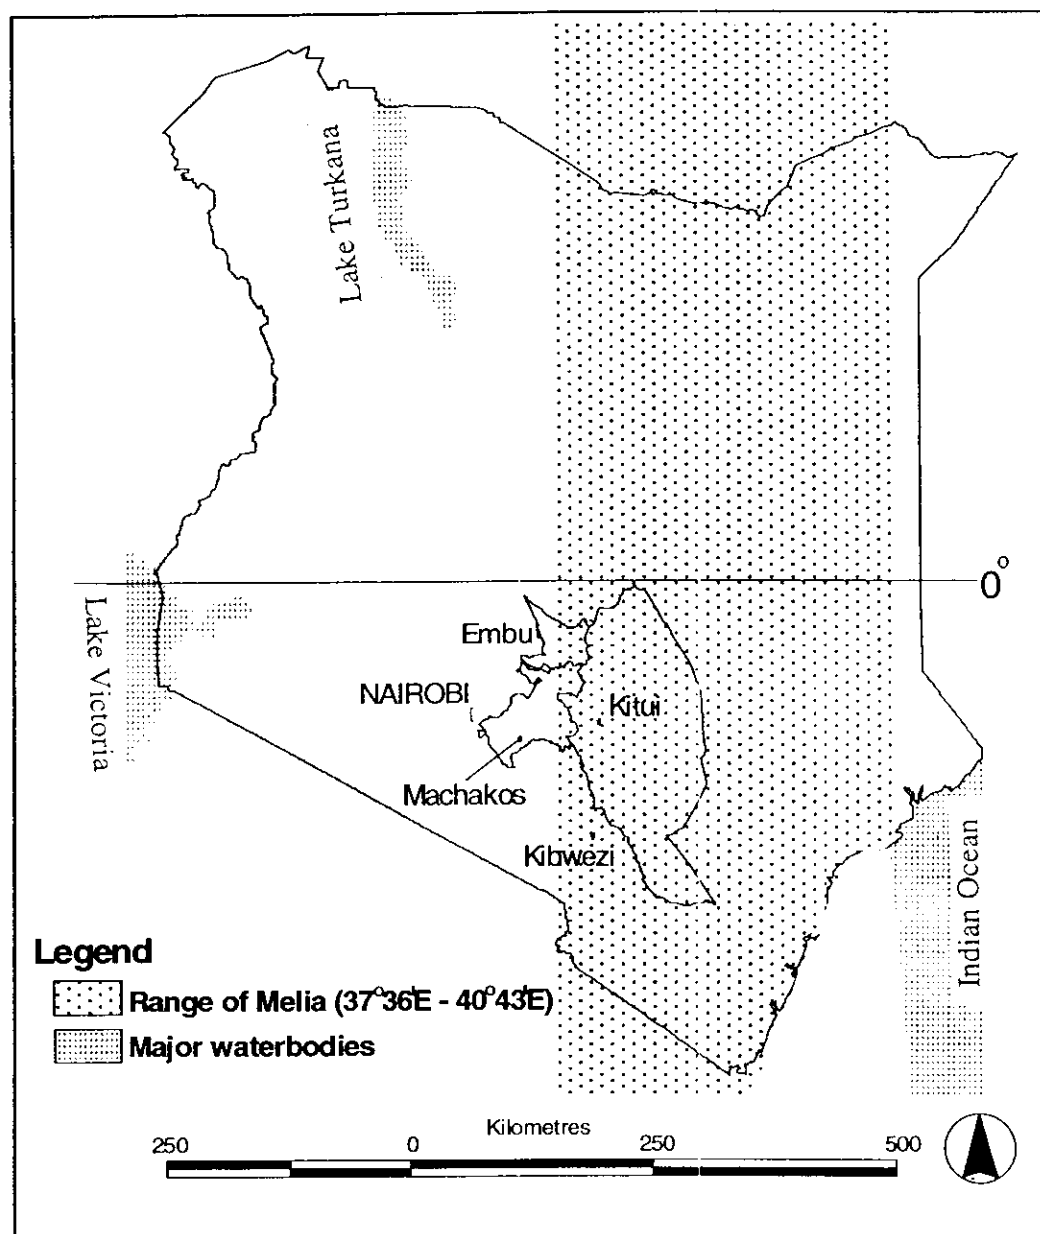 Lake Turkana
0°
Lake Victoria
Embu
NAIROBI
Kitui
Machakos
Kibwezi
Indian Ocean
Legend
Range of Melia (37°36'E - 40°43'E)
Major waterbodies
Kilometres
250 0 250 500